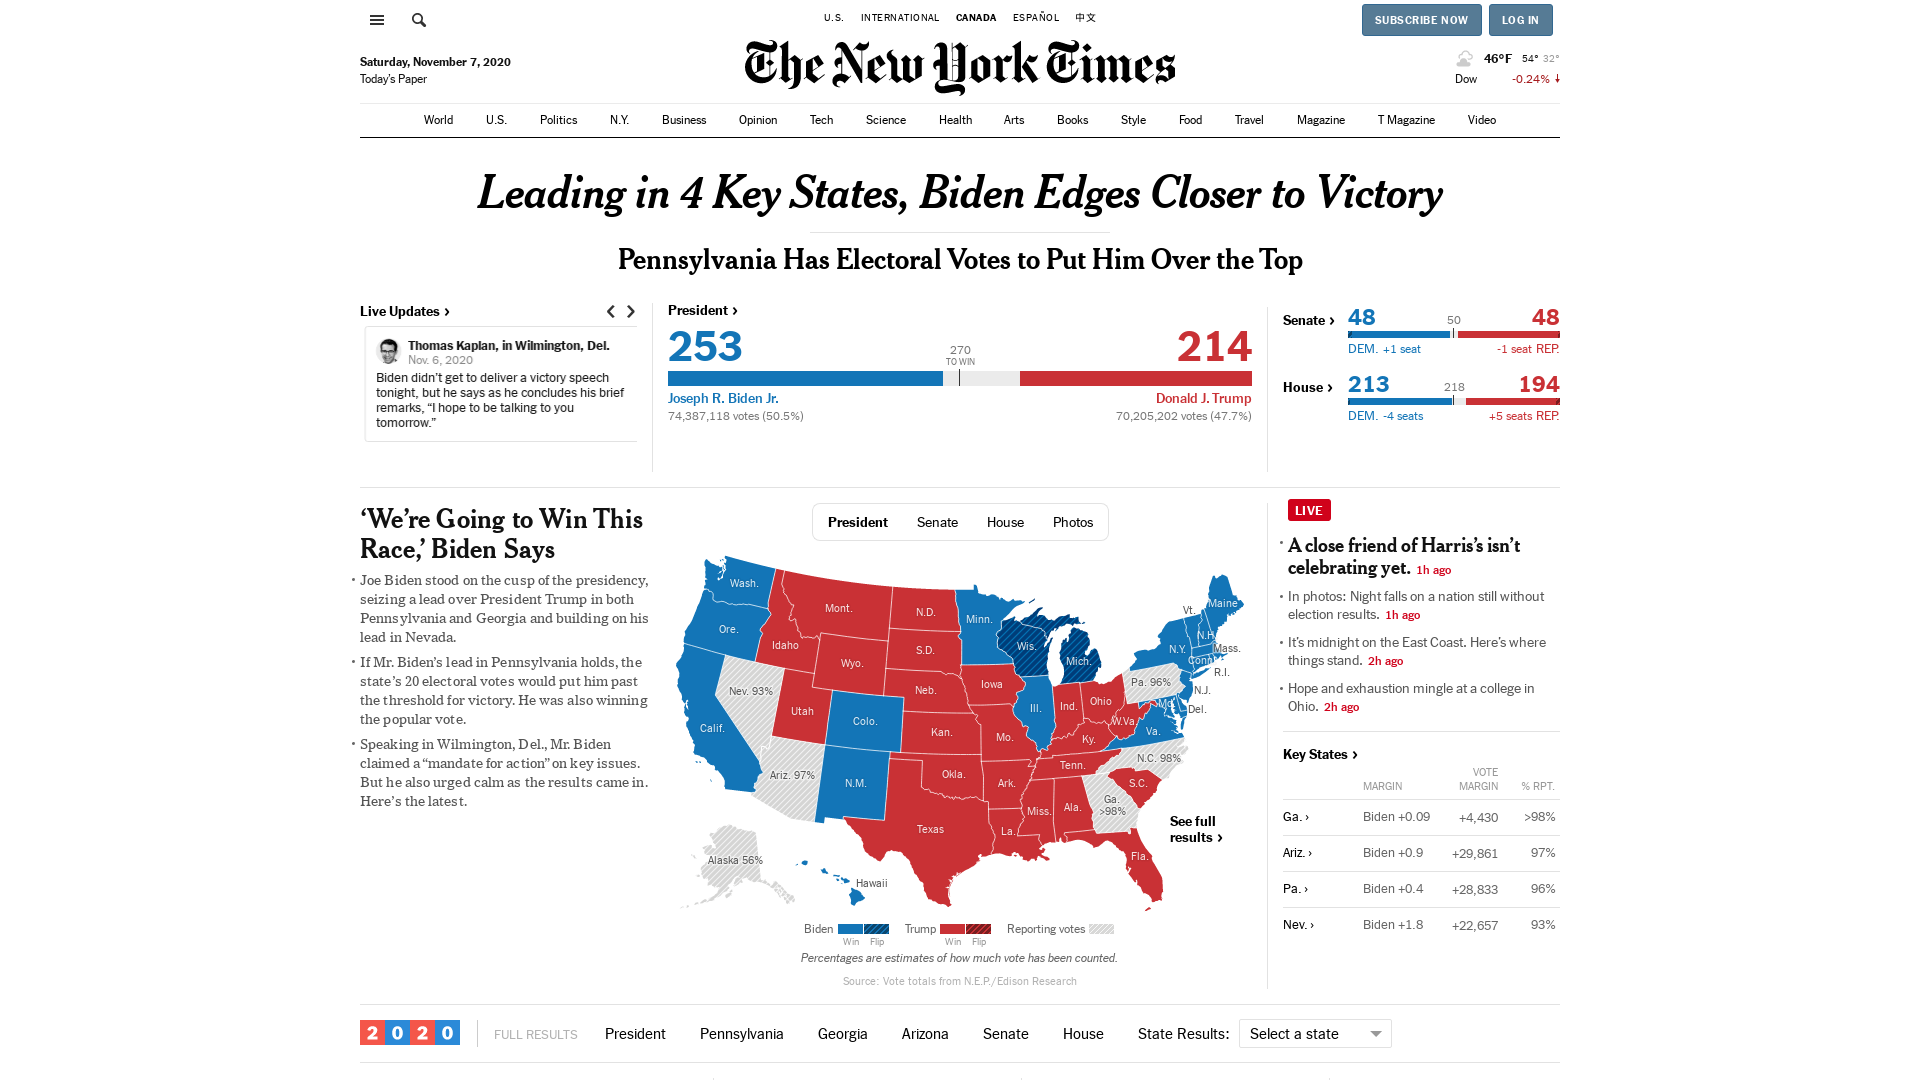 U.S. INTERNATIONAL CANADA ESPAÑOL 中文
SUBSCRIBE NOW LOG IN
Saturday, November 7, 2020
Today's Paper
The New York Times
46°F 54° 32°
Dow -0.24%
World U.S. Politics N.Y. Business Opinion Tech Science Health Arts Books Style Food Travel Magazine T Magazine Video
Leading in 4 Key States, Biden Edges Closer to Victory
Pennsylvania Has Electoral Votes to Put Him Over the Top
Live Updates ›
Thomas Kaplan, in Wilmington, Del.
Nov. 6, 2020
Biden didn't get to deliver a victory speech
tonight, but he says as he concludes his brief
remarks, “I hope to be talking to you
tomorrow.”
President ›
253 214
270
TO WIN
Joseph R. Biden Jr. Donald J. Trump
74,387,118 votes (50.5%) 70,205,202 votes (47.7%)
Senate › 48 50 48
DEM. +1 seat -1 seat REP.
House › 213 218 194
DEM. -4 seats +5 seats REP.
‘We’re Going to Win This
Race,’ Biden Says
• Joe Biden stood on the cusp of the presidency,
seizing a lead over President Trump in both
Pennsylvania and Georgia and building on his
lead in Nevada.
• If Mr. Biden’s lead in Pennsylvania holds, the
state’s 20 electoral votes would put him past
the threshold for victory. He was also winning
the popular vote.
• Speaking in Wilmington, Del., Mr. Biden
claimed a “mandate for action” on key issues.
But he also urged calm as the results came in.
Here’s the latest.
President Senate House Photos
Wash.
Ore.
Calif.
Nev. 93%
Idaho
Mont.
Wyo.
Utah
Ariz. 97%
Colo.
N.M.
N.D.
S.D.
Neb.
Kan.
Okla.
Texas
Minn.
Iowa
Mo.
Ark.
La.
Wis.
Ill.
Mich.
Ind.
Ohio
Ky.
Tenn.
Miss.
Ala.
Ga.
>98%
Fla.
S.C.
N.C. 98%
Va.
W.Va.
Md.
Del.
Pa. 96%
N.J.
N.Y.
Conn.
R.I.
Mass.
Vt.
N.H.
Maine
Alaska 56%
Hawaii
See full
results ›
Biden Trump Reporting votes
Win Flip Win Flip
Percentages are estimates of how much vote has been counted.
Source: Vote totals from N.E.P./Edison Research
LIVE
• A close friend of Harris’s isn’t
celebrating yet. 1h ago
• In photos: Night falls on a nation still without
election results. 1h ago
• It’s midnight on the East Coast. Here’s where
things stand. 2h ago
• Hope and exhaustion mingle at a college in
Ohio. 2h ago
Key States ›
VOTE
MARGIN MARGIN % RPT.
Ga. › Biden +0.09 +4,430 >98%
Ariz. › Biden +0.9 +29,861 97%
Pa. › Biden +0.4 +28,833 96%
Nev. › Biden +1.8 +22,657 93%
2020 FULL RESULTS President Pennsylvania Georgia Arizona Senate House State Results: Select a state